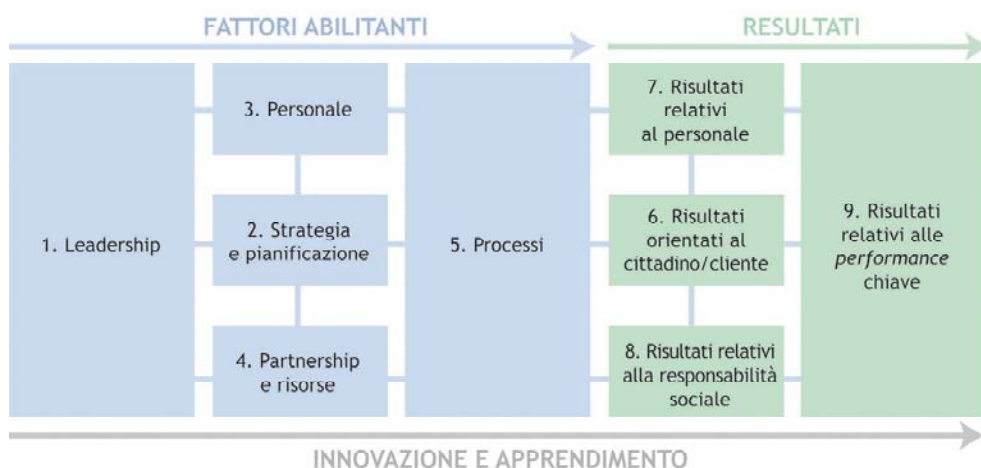 FATTORI ABILITANTI
RESULTATI
1. Leadership
3. Personale
2. Strategia
e pianificazione
4. Partnership
e risorse
5. Processi
7. Risultati
relativi
al personale
6. Risultati
orientati al
cittadino/cliente
8. Risultati relativi
alla responsabilità
sociale
9. Risultati
relativi alle
performance
chiave
INNOVAZIONE E APPRENDIMENTO